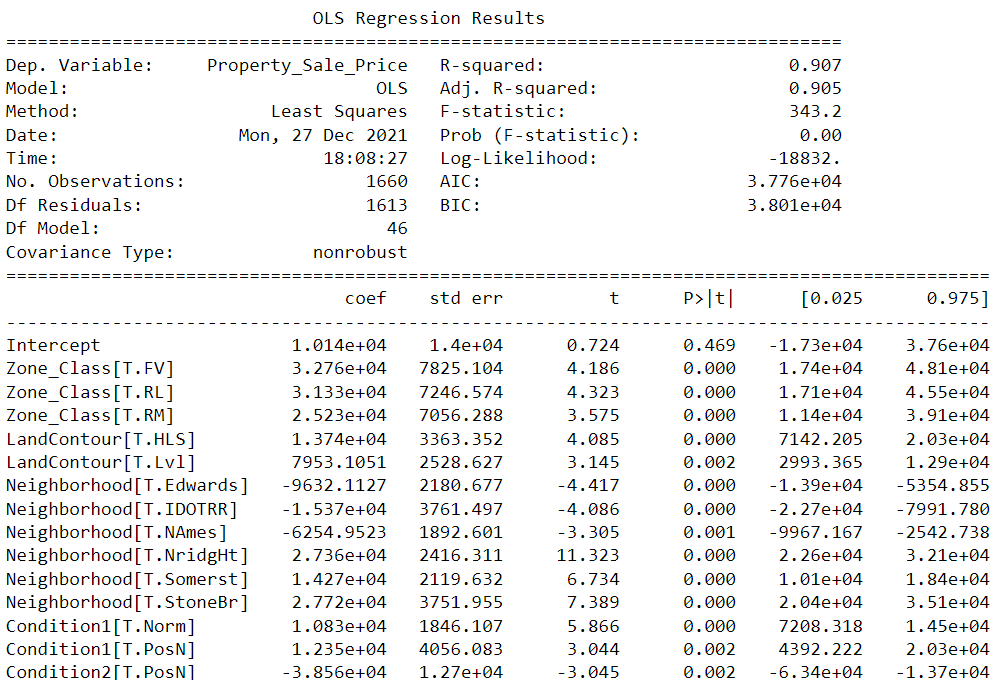 OLS Regression Results
==============================================================================
Dep. Variable: Property_Sale_Price R-squared: 0.907
Model: OLS Adj. R-squared: 0.905
Method: Least Squares F-statistic: 343.2
Date: Mon, 27 Dec 2021 Prob (F-statistic): 0.00
Time: 18:08:27 Log-Likelihood: -18832.
No. Observations: 1660 AIC: 3.776e+04
Df Residuals: 1613 BIC: 3.801e+04
Df Model: 46
Covariance Type: nonrobust
============================================================================================
coef std err t P>|t| [0.025 0.975]
--------------------------------------------------------------------------------------------
Intercept 1.014e+04 1.4e+04 0.724 0.469 -1.73e+04 3.76e+04
Zone_Class[T.FV] 3.276e+04 7825.104 4.186 0.000 1.74e+04 4.81e+04
Zone_Class[T.RL] 3.133e+04 7246.574 4.323 0.000 1.71e+04 4.55e+04
Zone_Class[T.RM] 2.523e+04 7056.288 3.575 0.000 1.14e+04 3.91e+04
LandContour[T.HLS] 1.374e+04 3363.352 4.085 0.000 7142.205 2.03e+04
LandContour[T.Lvl] 7953.1051 2528.627 3.145 0.002 2993.365 1.29e+04
Neighborhood[T.Edwards] -9632.1127 2180.677 -4.417 0.000 -1.39e+04 -5354.855
Neighborhood[T.IDOTRR] -1.537e+04 3761.497 -4.086 0.000 -2.27e+04 -7991.780
Neighborhood[T.NAmes] -6254.9523 1892.601 -3.305 0.001 -9967.167 -2542.738
Neighborhood[T.NridgHt] 2.736e+04 2416.311 11.323 0.000 2.26e+04 3.21e+04
Neighborhood[T.Somerst] 1.427e+04 2119.632 6.734 0.000 1.01e+04 1.84e+04
Neighborhood[T.StoneBr] 2.772e+04 3751.955 7.389 0.000 2.04e+04 3.51e+04
Condition1[T.Norm] 1.083e+04 1846.107 5.866 0.000 7208.318 1.45e+04
Condition1[T.PosN] 1.235e+04 4056.083 3.044 0.002 4392.222 2.03e+04
Condition2[T.PosN] -3.856e+04 1.27e+04 -3.045 0.002 -6.34e+04 -1.37e+04